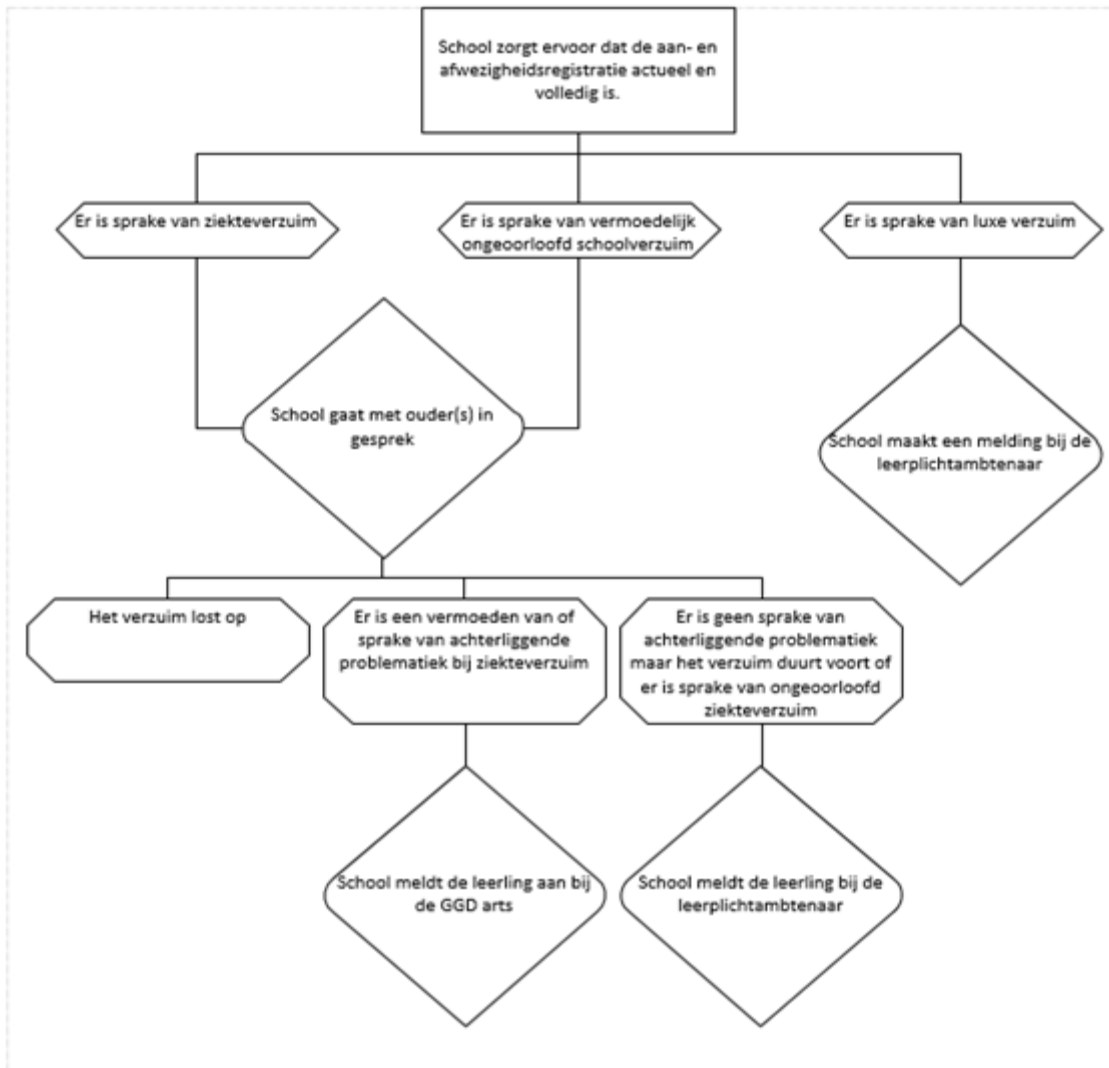 School zorgt ervoor dat de aan- en
afwezigheidsregistratie actueel en
volledig is.
Er is sprake van ziekteverzuim
Er is sprake van vermoedelijk
ongeoorloofd schoolverzuim
Er is sprake van luxe verzuim
School gaat met ouder(s) in
gesprek
School maakt een melding bij de
leerplichtambtenaar
Het verzuim lost op
Er is een vermoeden van of
sprake van achterliggende
problematiek bij ziekteverzuim
Er is geen sprake van
achterliggende problematiek
maar het verzuim duurt voort of
er is sprake van ongeoorloofd
ziekteverzuim
School meldt de leerling aan bij
de GGD arts
School meldt de leerling bij de
leerplichtambtenaar